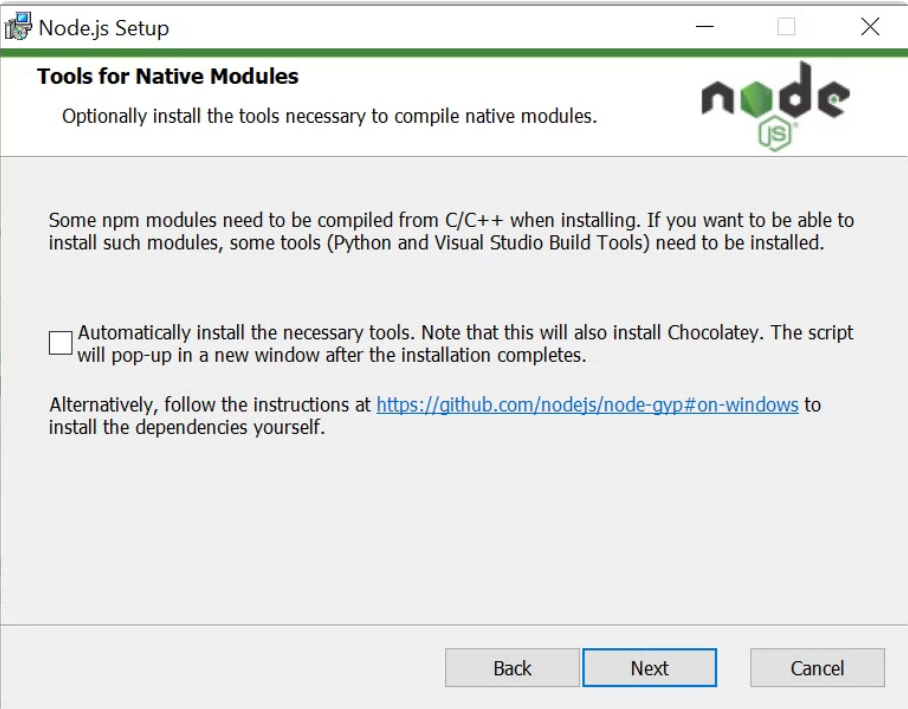 Node.js Setup
Tools for Native Modules
Optionally install the tools necessary to compile native modules.
node
JS
Some npm modules need to be compiled from C/C++ when installing. If you want to be able to
install such modules, some tools (Python and Visual Studio Build Tools) need to be installed.
Automatically install the necessary tools. Note that this will also install Chocolatey. The script
will pop-up in a new window after the installation completes.
Alternatively, follow the instructions at https://github.com/nodejs/node-gyp#on-windows to
install the dependencies yourself.
Back
Next
Cancel